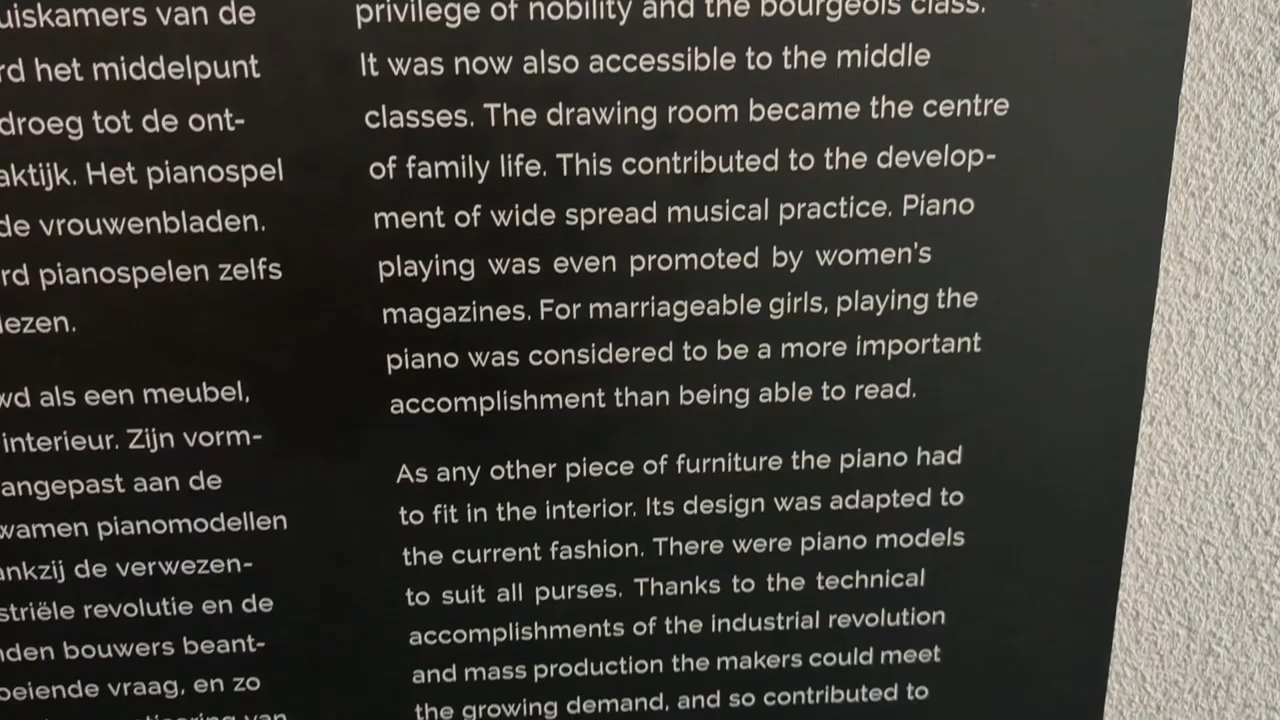 uiskamers van de
rd het middelpunt
droeg tot de ont-
aktijk. Het pianospel
de vrouwenbladen.
rd pianospelen zelfs
lezen.
wd als een meubel,
interieur. Zijn vorm-
angepast aan de
wamen pianomodellen
ankzij de verwezen-
striële revolutie en de
nden bouwers beant-
oeiende vraag, en zo
privilege of nobility and the bourgeois class.
It was now also accessible to the middle
classes. The drawing room became the centre
of family life. This contributed to the develop-
ment of wide spread musical practice. Piano
playing was even promoted by women's
magazines. For marriageable girls, playing the
piano was considered to be a more important
accomplishment than being able to read.
As any other piece of furniture the piano had
to fit in the interior. Its design was adapted to
the current fashion. There were piano models
to suit all purses. Thanks to the technical
accomplishments of the industrial revolution
and mass production the makers could meet
the growing demand, and so contributed to